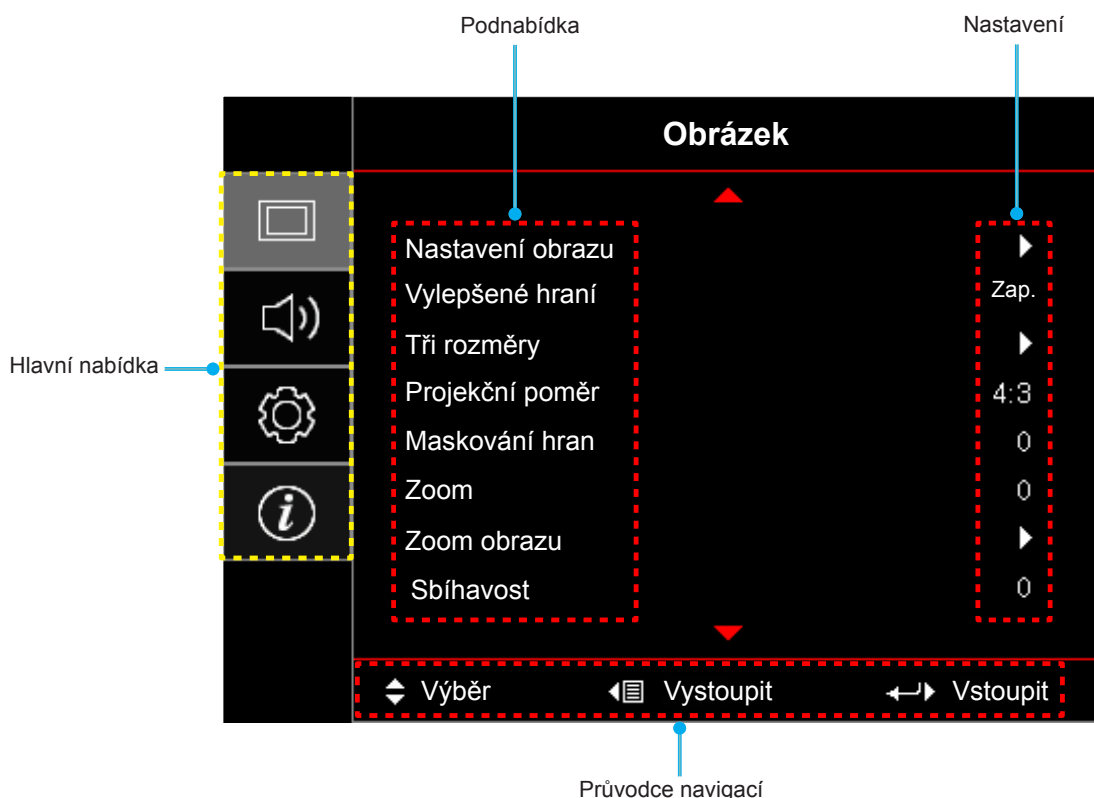 Podnabídka Nastavení
Obrázek
Nastavení obrazu
Vylepšené hraní Zap.
Tři rozměry
Hlavní nabídka
Projekční poměr 4:3
Maskování hran 0
Zoom 0
Zoom obrazu
Sbíhavost 0
Výběr Vystoupit Vstoupit
Průvodce navigací